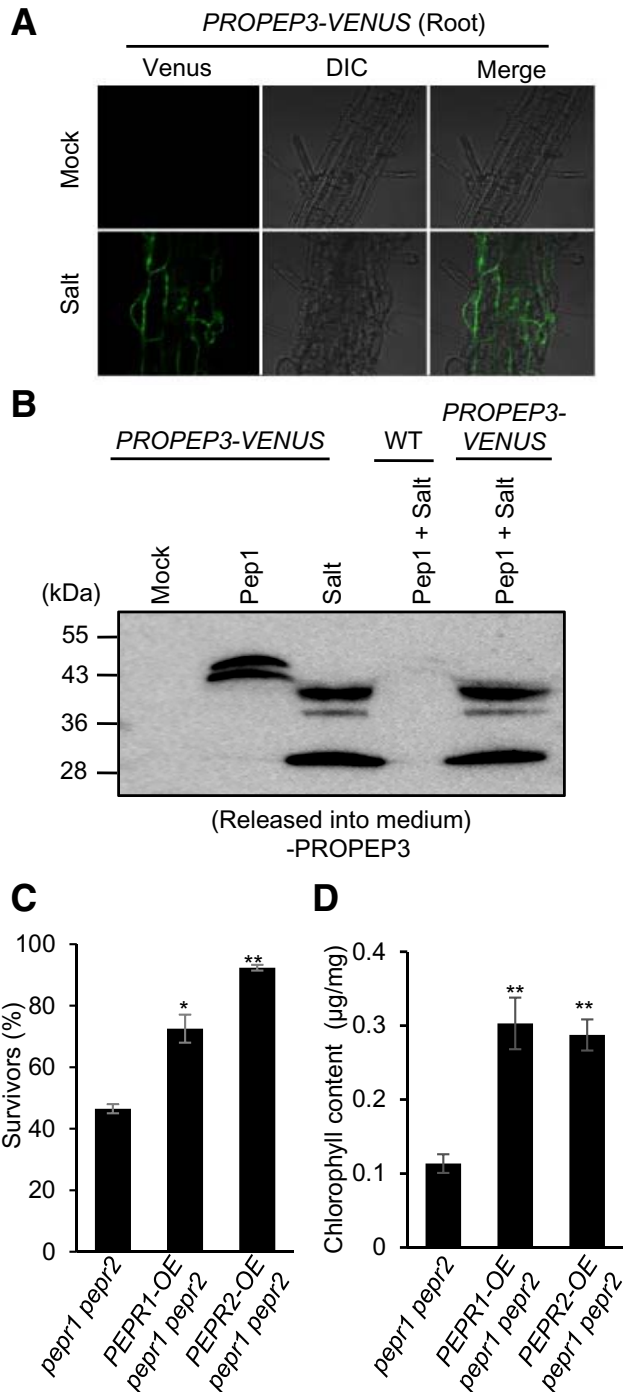 A
PROPEP3-VENUS (Root)
Venus DIC Merge
Mock
Salt
B
PROPEP3-VENUS WT PROPEP3-
VENUS
(kDa) Mock Pep1 Salt Pep1 + Salt Pep1 + Salt
55
43
36
28
(Released into medium)
-PROPEP3
C
Survivors (%)
100
80
60
40
20
0
* **
pepr1 pepr2
PEPR1-OE
pepr1 pepr2
PEPR2-OE
pepr1 pepr2
D
Chlorophyll content (µg/mg)
0.4
0.3
0.2
0.1
0
** **
pepr1 pepr2
PEPR1-OE
pepr1 pepr2
PEPR2-OE
pepr1 pepr2